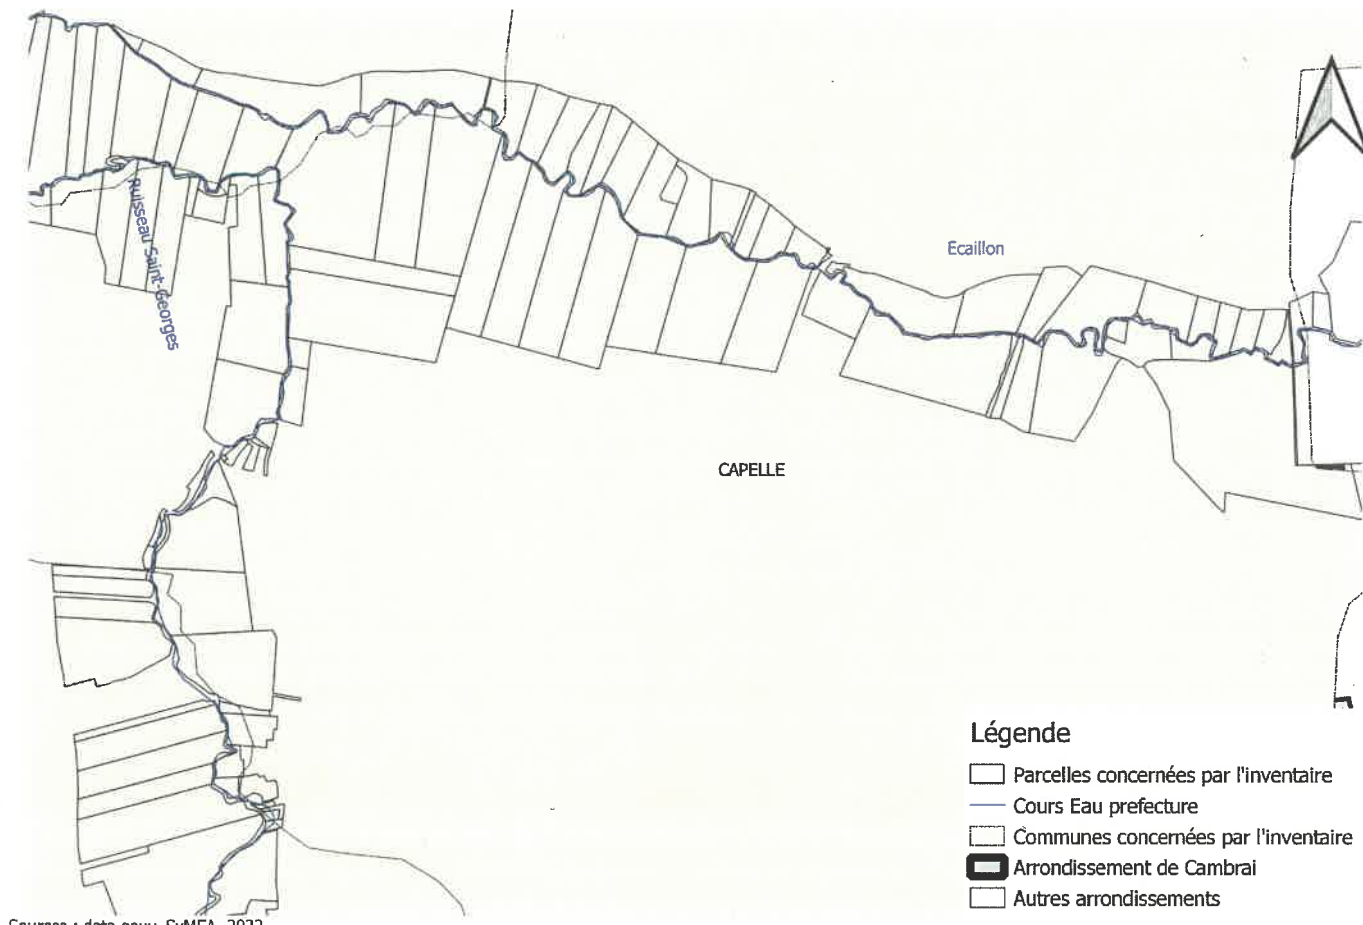 Ecaillon
Ruisseau Saint-Georges
CAPELLE
Légende
Parcelles concernées par l'inventaire
Cours Eau prefecture
Communes concernées par l'inventaire
Arrondissement de Cambrai
Autres arrondissements